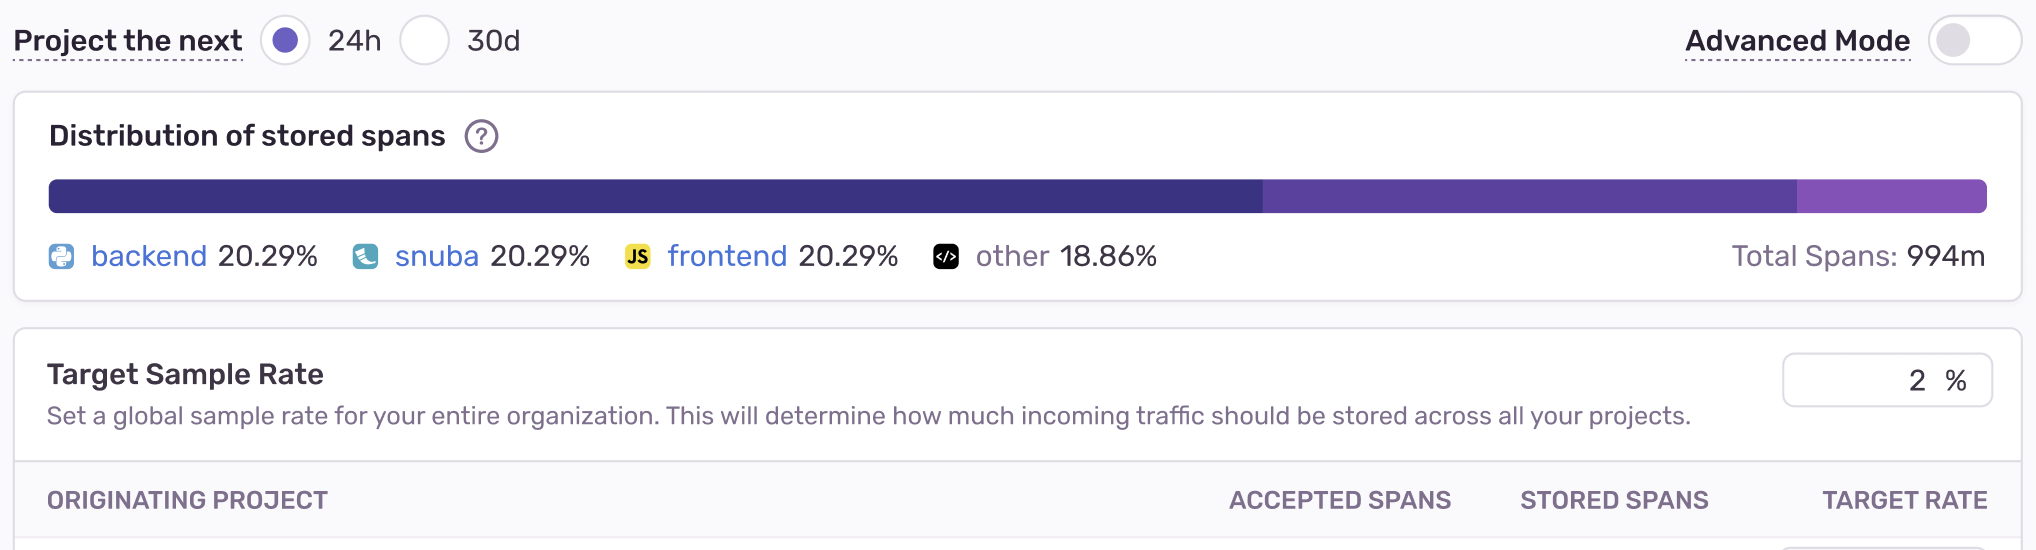 Project the next 24h 30d Advanced Mode
Distribution of stored spans ?
backend 20.29% snuba 20.29% JS frontend 20.29% </> other 18.86% Total Spans: 994m
Target Sample Rate
2 %
Set a global sample rate for your entire organization. This will determine how much incoming traffic should be stored across all your projects.
ORIGINATING PROJECT ACCEPTED SPANS STORED SPANS TARGET RATE